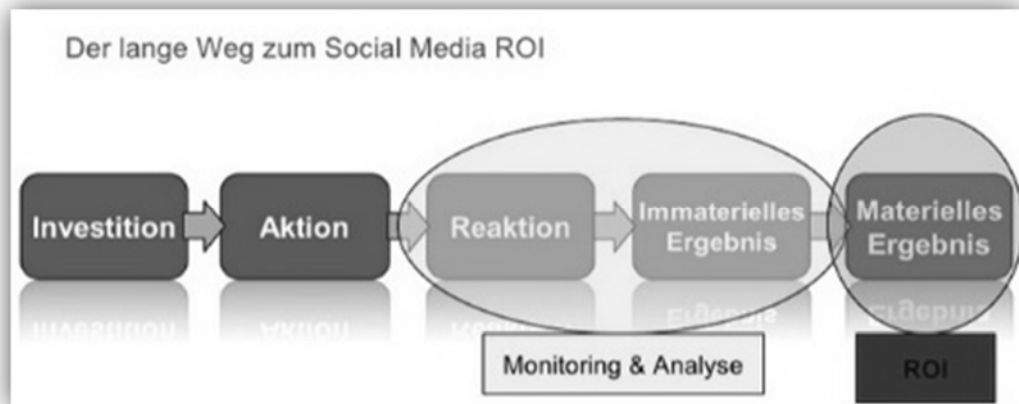 Der lange Weg zum Social Media ROI
Investition
Aktion
Reaktion
Immaterielles
Ergebnis
Materielles
Ergebnis
Monitoring & Analyse
ROI